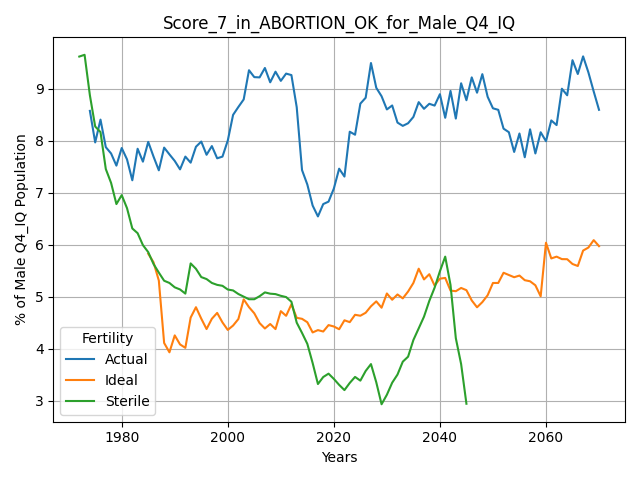 Score_7_in_ABORTION_OK_for_Male_Q4_IQ
% of Male Q4_IQ Population
9
8
7
6
5
4
3
Fertility
Actual
Ideal
Sterile
1980 2000 2020 2040 2060
Years